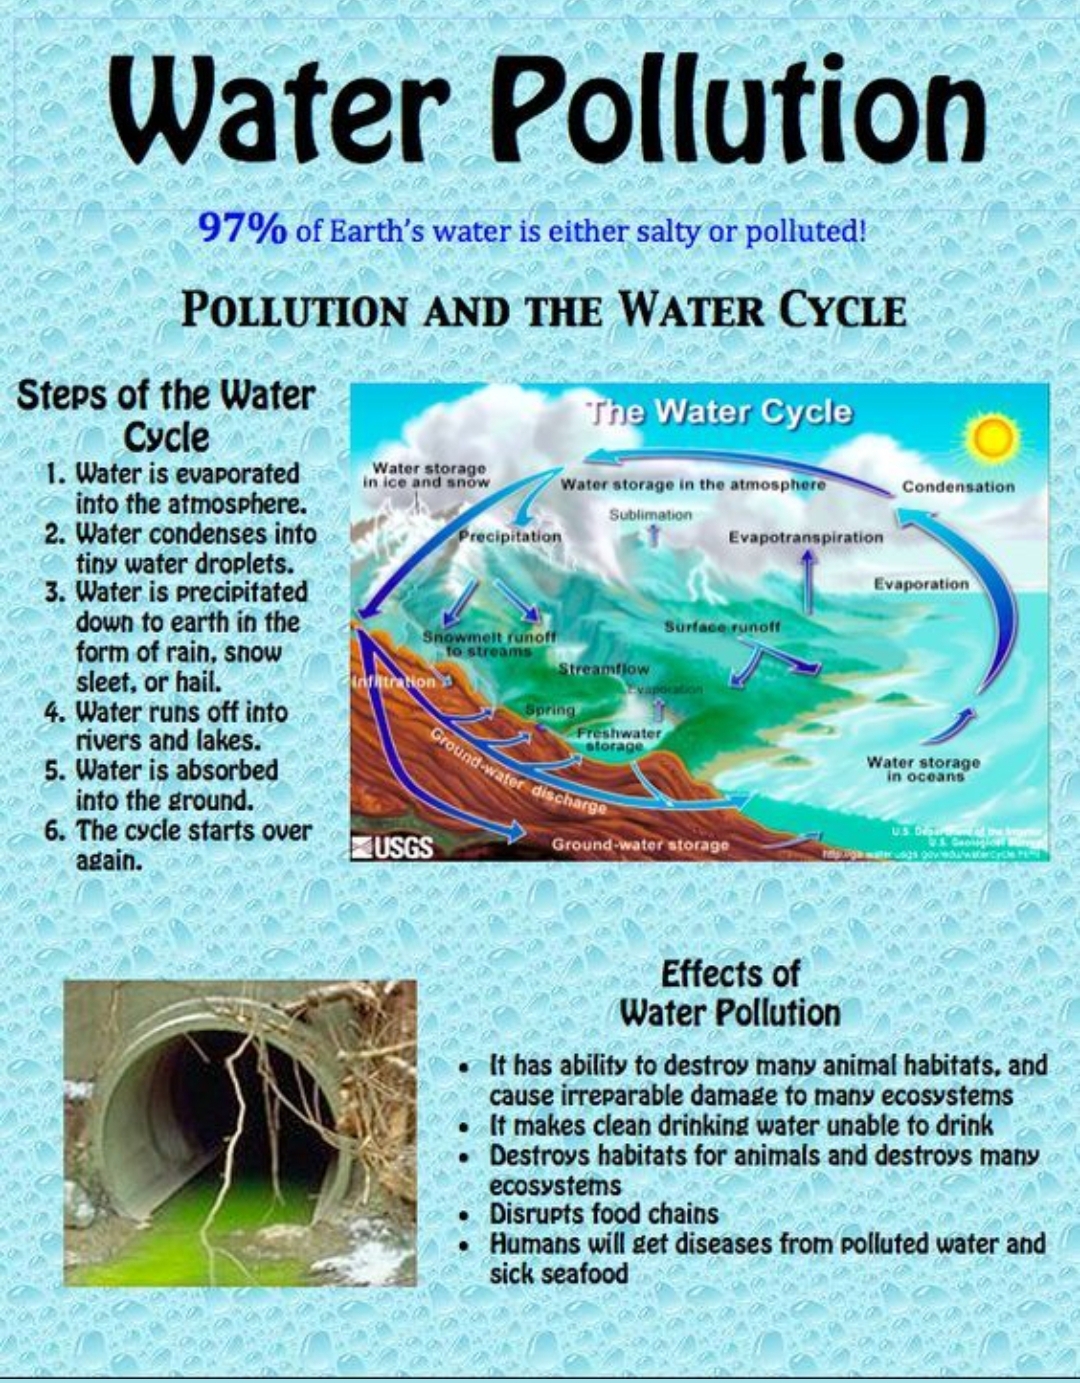 Water Pollution
97% of Earth's water is either salty or polluted!
POLLUTION AND THE WATER CYCLE
Steps of the Water
Cycle
1. Water is evaporated
into the atmosphere.
2. Water condenses into
tiny water droplets.
3. Water is precipitated
down to earth in the
form of rain, snow
sleet, or hail.
4. Water runs off into
rivers and lakes.
5. Water is absorbed
into the ground.
6. The cycle starts over
again.
The Water Cycle
Water storage
in ice and snow
Water storage in the atmosphere
Condensation
Sublimation
Precipitation
Evapotranspiration
Evaporation
Surface runoff
Snowmelt runoff
to streams
Streamflow
Infiltration
Evaporation
Spring
Freshwater
storage
Ground-water discharge
Water storage
in oceans
Ground-water storage
USGS
U.S. Department of the Interior
U.S. Geological Survey
Effects of
Water Pollution
• It has ability to destroy many animal habitats, and
cause irreparable damage to many ecosystems
• It makes clean drinking water unable to drink
• Destroys habitats for animals and destroys many
ecosystems
• Disrupts food chains
• Humans will get diseases from polluted water and
sick seafood